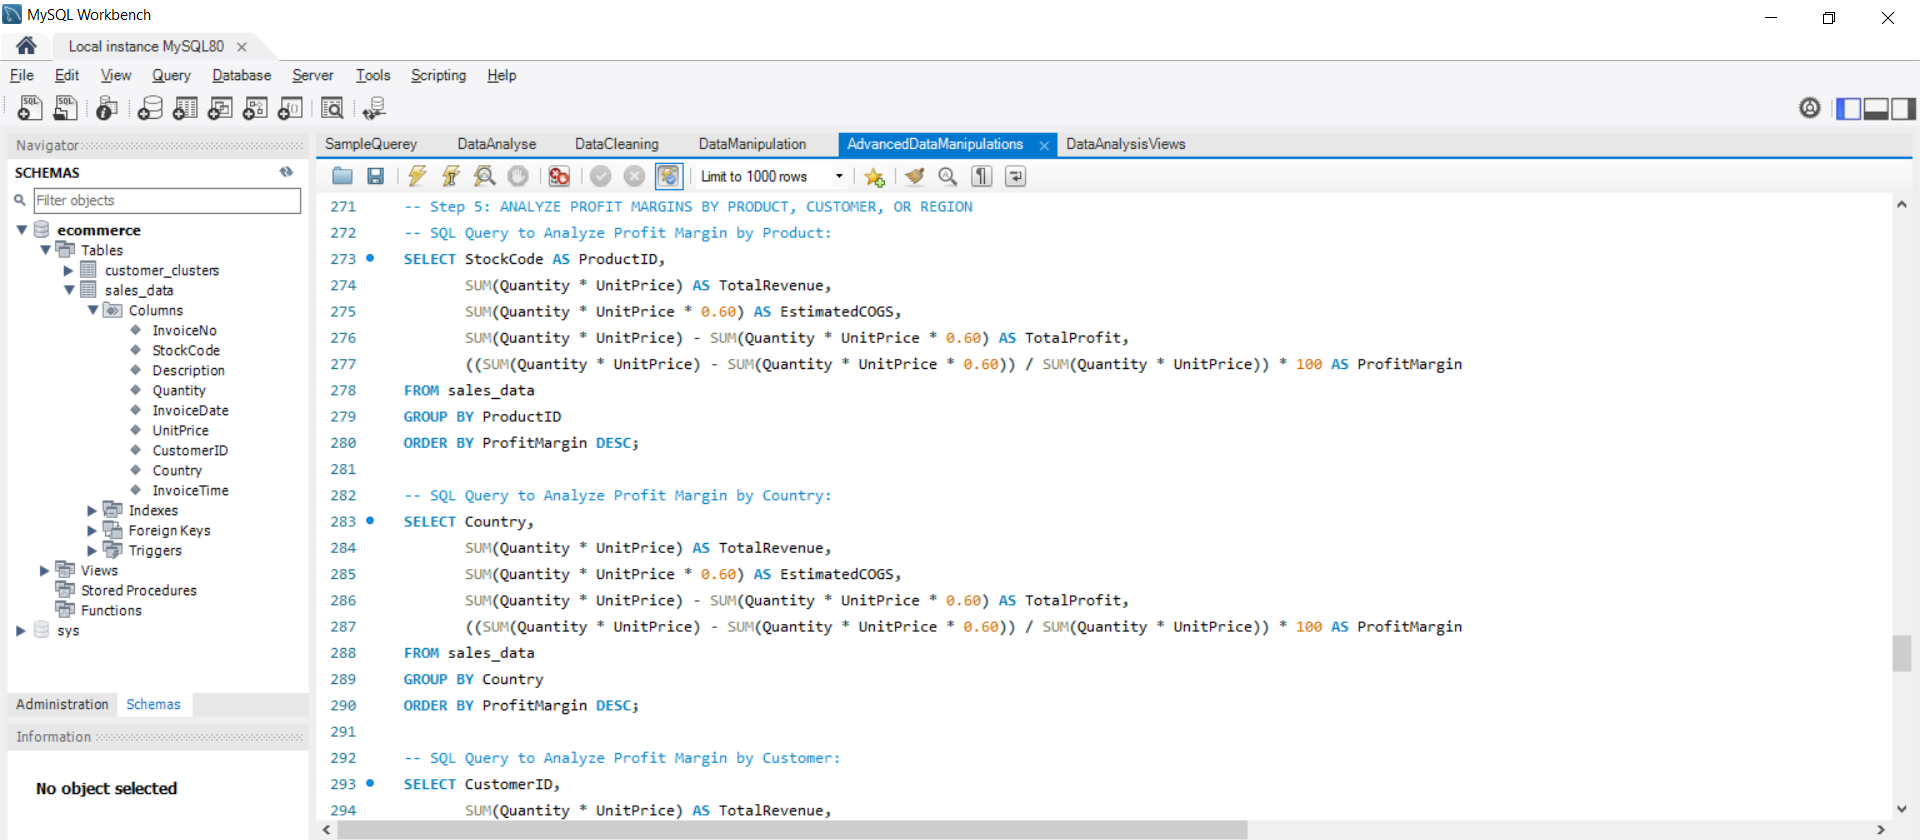 MySQL Workbench
Local instance MySQL80
File Edit View Query Database Server Tools Scripting Help
Navigator
SCHEMAS
Filter objects
ecommerce
Tables
customer_clusters
sales_data
Columns
InvoiceNo
StockCode
Description
Quantity
InvoiceDate
UnitPrice
CustomerID
Country
InvoiceTime
Indexes
Foreign Keys
Triggers
Views
Stored Procedures
Functions
sys
Administration Schemas
Information
No object selected
SampleQuerey DataAnalyse DataCleaning DataManipulation AdvancedDataManipulations DataAnalysisViews
Limit to 1000 rows
271 -- Step 5: ANALYZE PROFIT MARGINS BY PRODUCT, CUSTOMER, OR REGION
272 -- SQL Query to Analyze Profit Margin by Product:
273 SELECT StockCode AS ProductID,
274 SUM(Quantity * UnitPrice) AS TotalRevenue,
275 SUM(Quantity * UnitPrice * 0.60) AS EstimatedCOGS,
276 SUM(Quantity * UnitPrice) - SUM(Quantity * UnitPrice * 0.60) AS TotalProfit,
277 ((SUM(Quantity * UnitPrice) - SUM(Quantity * UnitPrice * 0.60)) / SUM(Quantity * UnitPrice)) * 100 AS ProfitMargin
278 FROM sales_data
279 GROUP BY ProductID
280 ORDER BY ProfitMargin DESC;
281
282 -- SQL Query to Analyze Profit Margin by Country:
283 SELECT Country,
284 SUM(Quantity * UnitPrice) AS TotalRevenue,
285 SUM(Quantity * UnitPrice * 0.60) AS EstimatedCOGS,
286 SUM(Quantity * UnitPrice) - SUM(Quantity * UnitPrice * 0.60) AS TotalProfit,
287 ((SUM(Quantity * UnitPrice) - SUM(Quantity * UnitPrice * 0.60)) / SUM(Quantity * UnitPrice)) * 100 AS ProfitMargin
288 FROM sales_data
289 GROUP BY Country
290 ORDER BY ProfitMargin DESC;
291
292 -- SQL Query to Analyze Profit Margin by Customer:
293 SELECT CustomerID,
294 SUM(Quantity * UnitPrice) AS TotalRevenue,